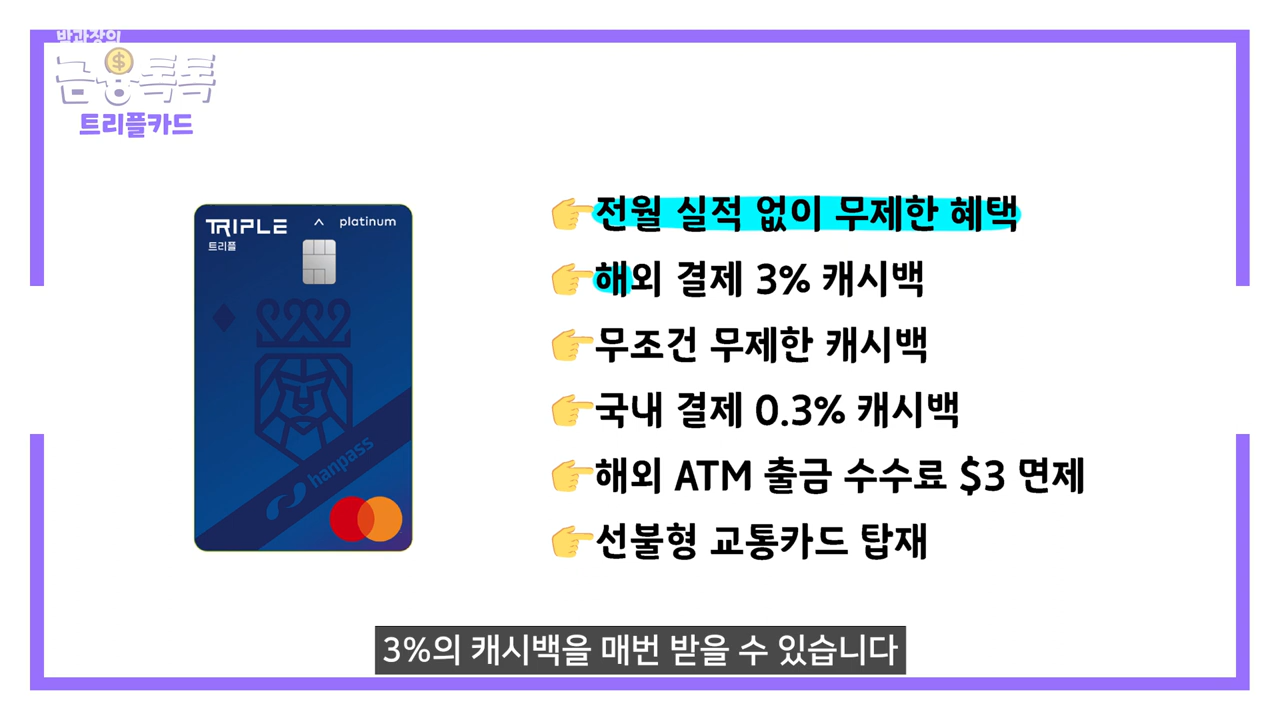 박과장의
금융톡톡
트리플카드
TRIPLE
platinum
트리플
hanpass
전월 실적 없이 무제한 혜택
해외 결제 3% 캐시백
무조건 무제한 캐시백
국내 결제 0.3% 캐시백
해외 ATM 출금 수수료 $3 면제
선불형 교통카드 탑재
3%의 캐시백을 매번 받을 수 있습니다